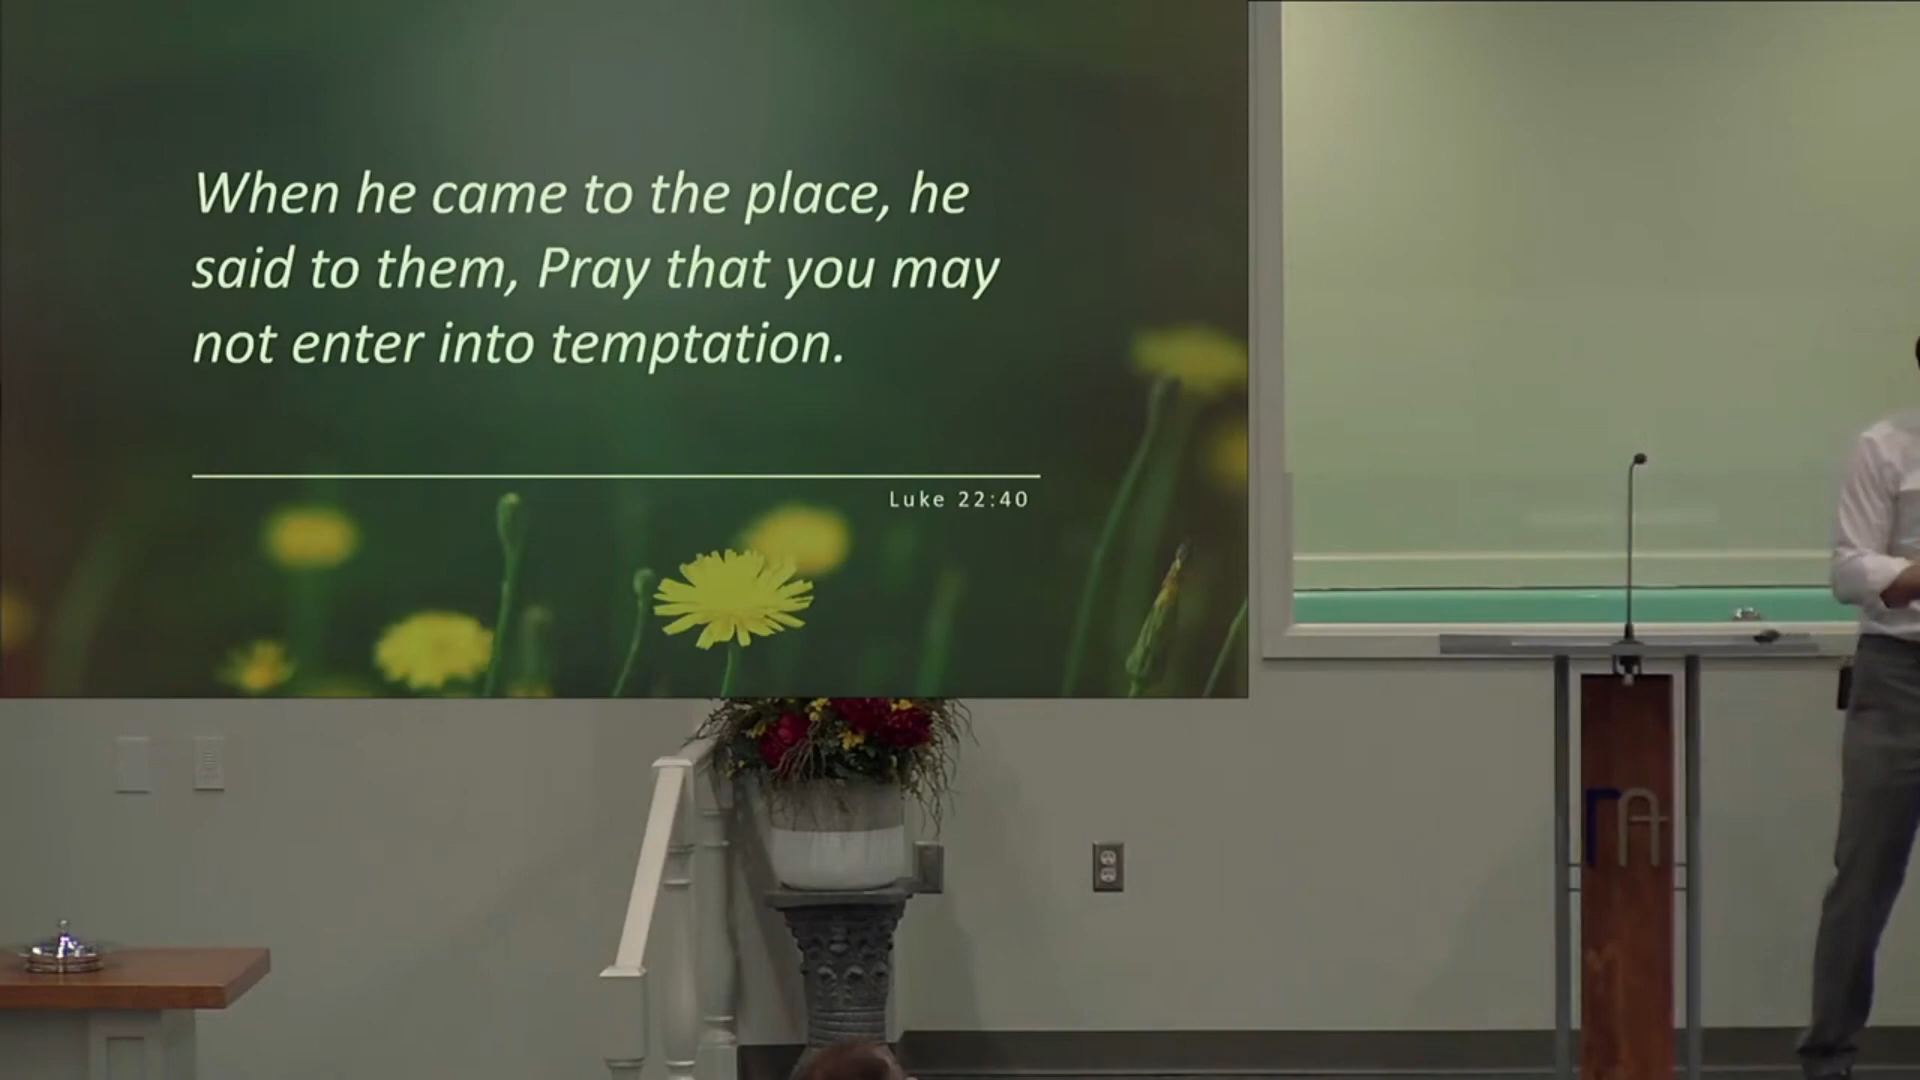 When he came to the place, he
said to them, Pray that you may
not enter into temptation.
Luke 22:40